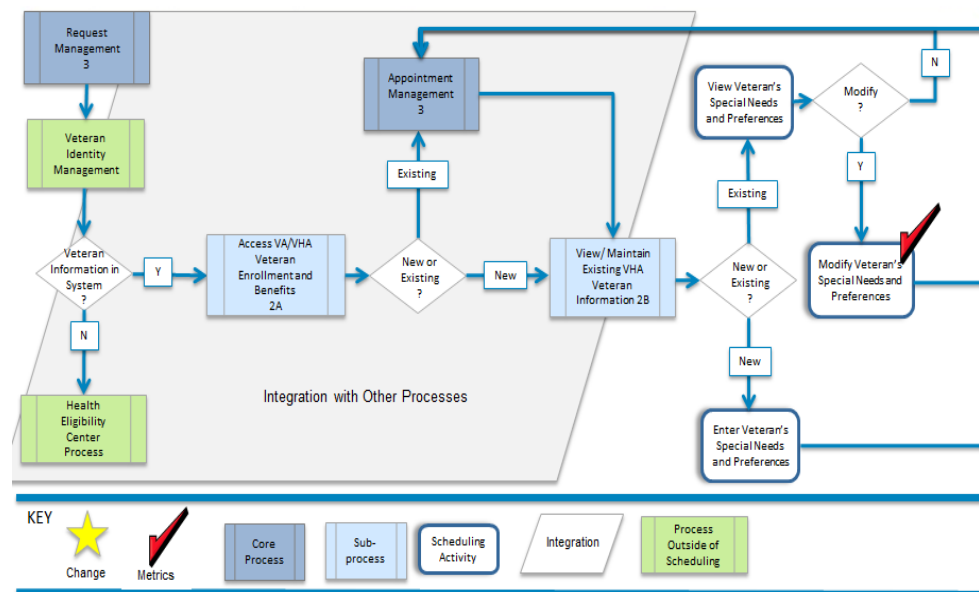 Request
Management
3
Veteran
Identity
Management
Veteran
Information in
System
?
Y
N
Health
Eligibility
Center
Process
Access VA/VHA
Veteran
Enrollment and
Benefits
2A
New or
Existing
?
Existing
Appointment
Management
3
New
View/ Maintain
Existing VHA
Veteran
Information 2B
New or
Existing
?
Existing
View Veteran's
Special Needs
and Preferences
Modify
?
N
Y
Modify Veteran's
Special Needs and
Preferences
New
Enter Veteran's
Special Needs
and Preferences
Integration with Other Processes
KEY
Change
Metrics
Core
Process
Sub-
process
Scheduling
Activity
Integration
Process
Outside of
Scheduling